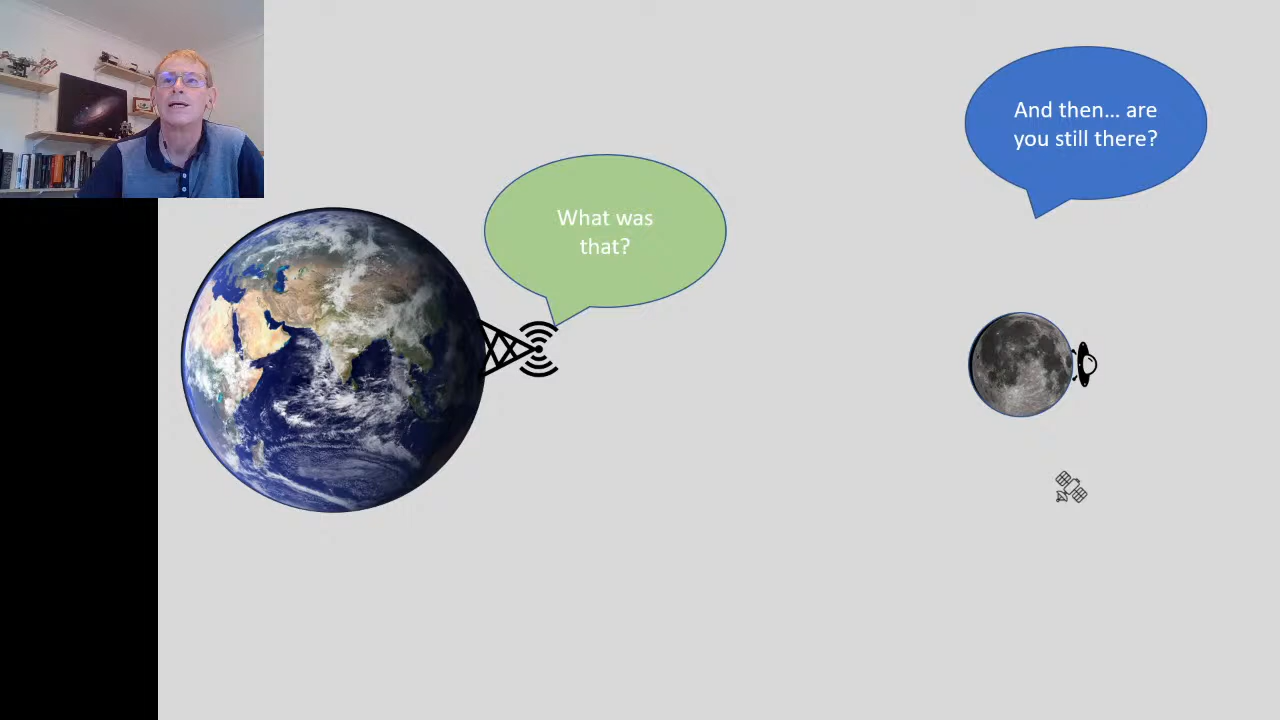 What was
that?
And then... are
you still there?